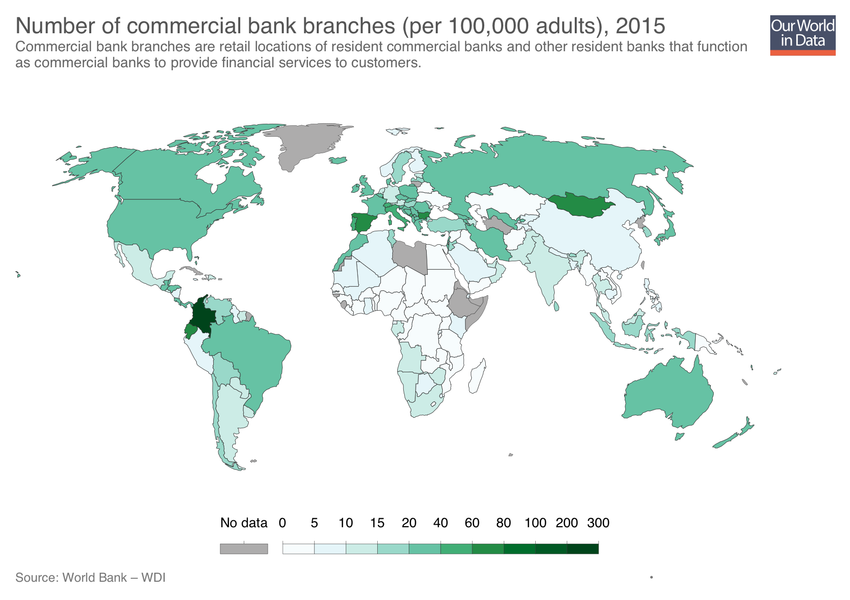 Number of commercial bank branches (per 100,000 adults), 2015
Commercial bank branches are retail locations of resident commercial banks and other resident banks that function
as commercial banks to provide financial services to customers.
Our World
in Data
No data 0 5 10 15 20 40 60 80 100 200 300
Source: World Bank – WDI